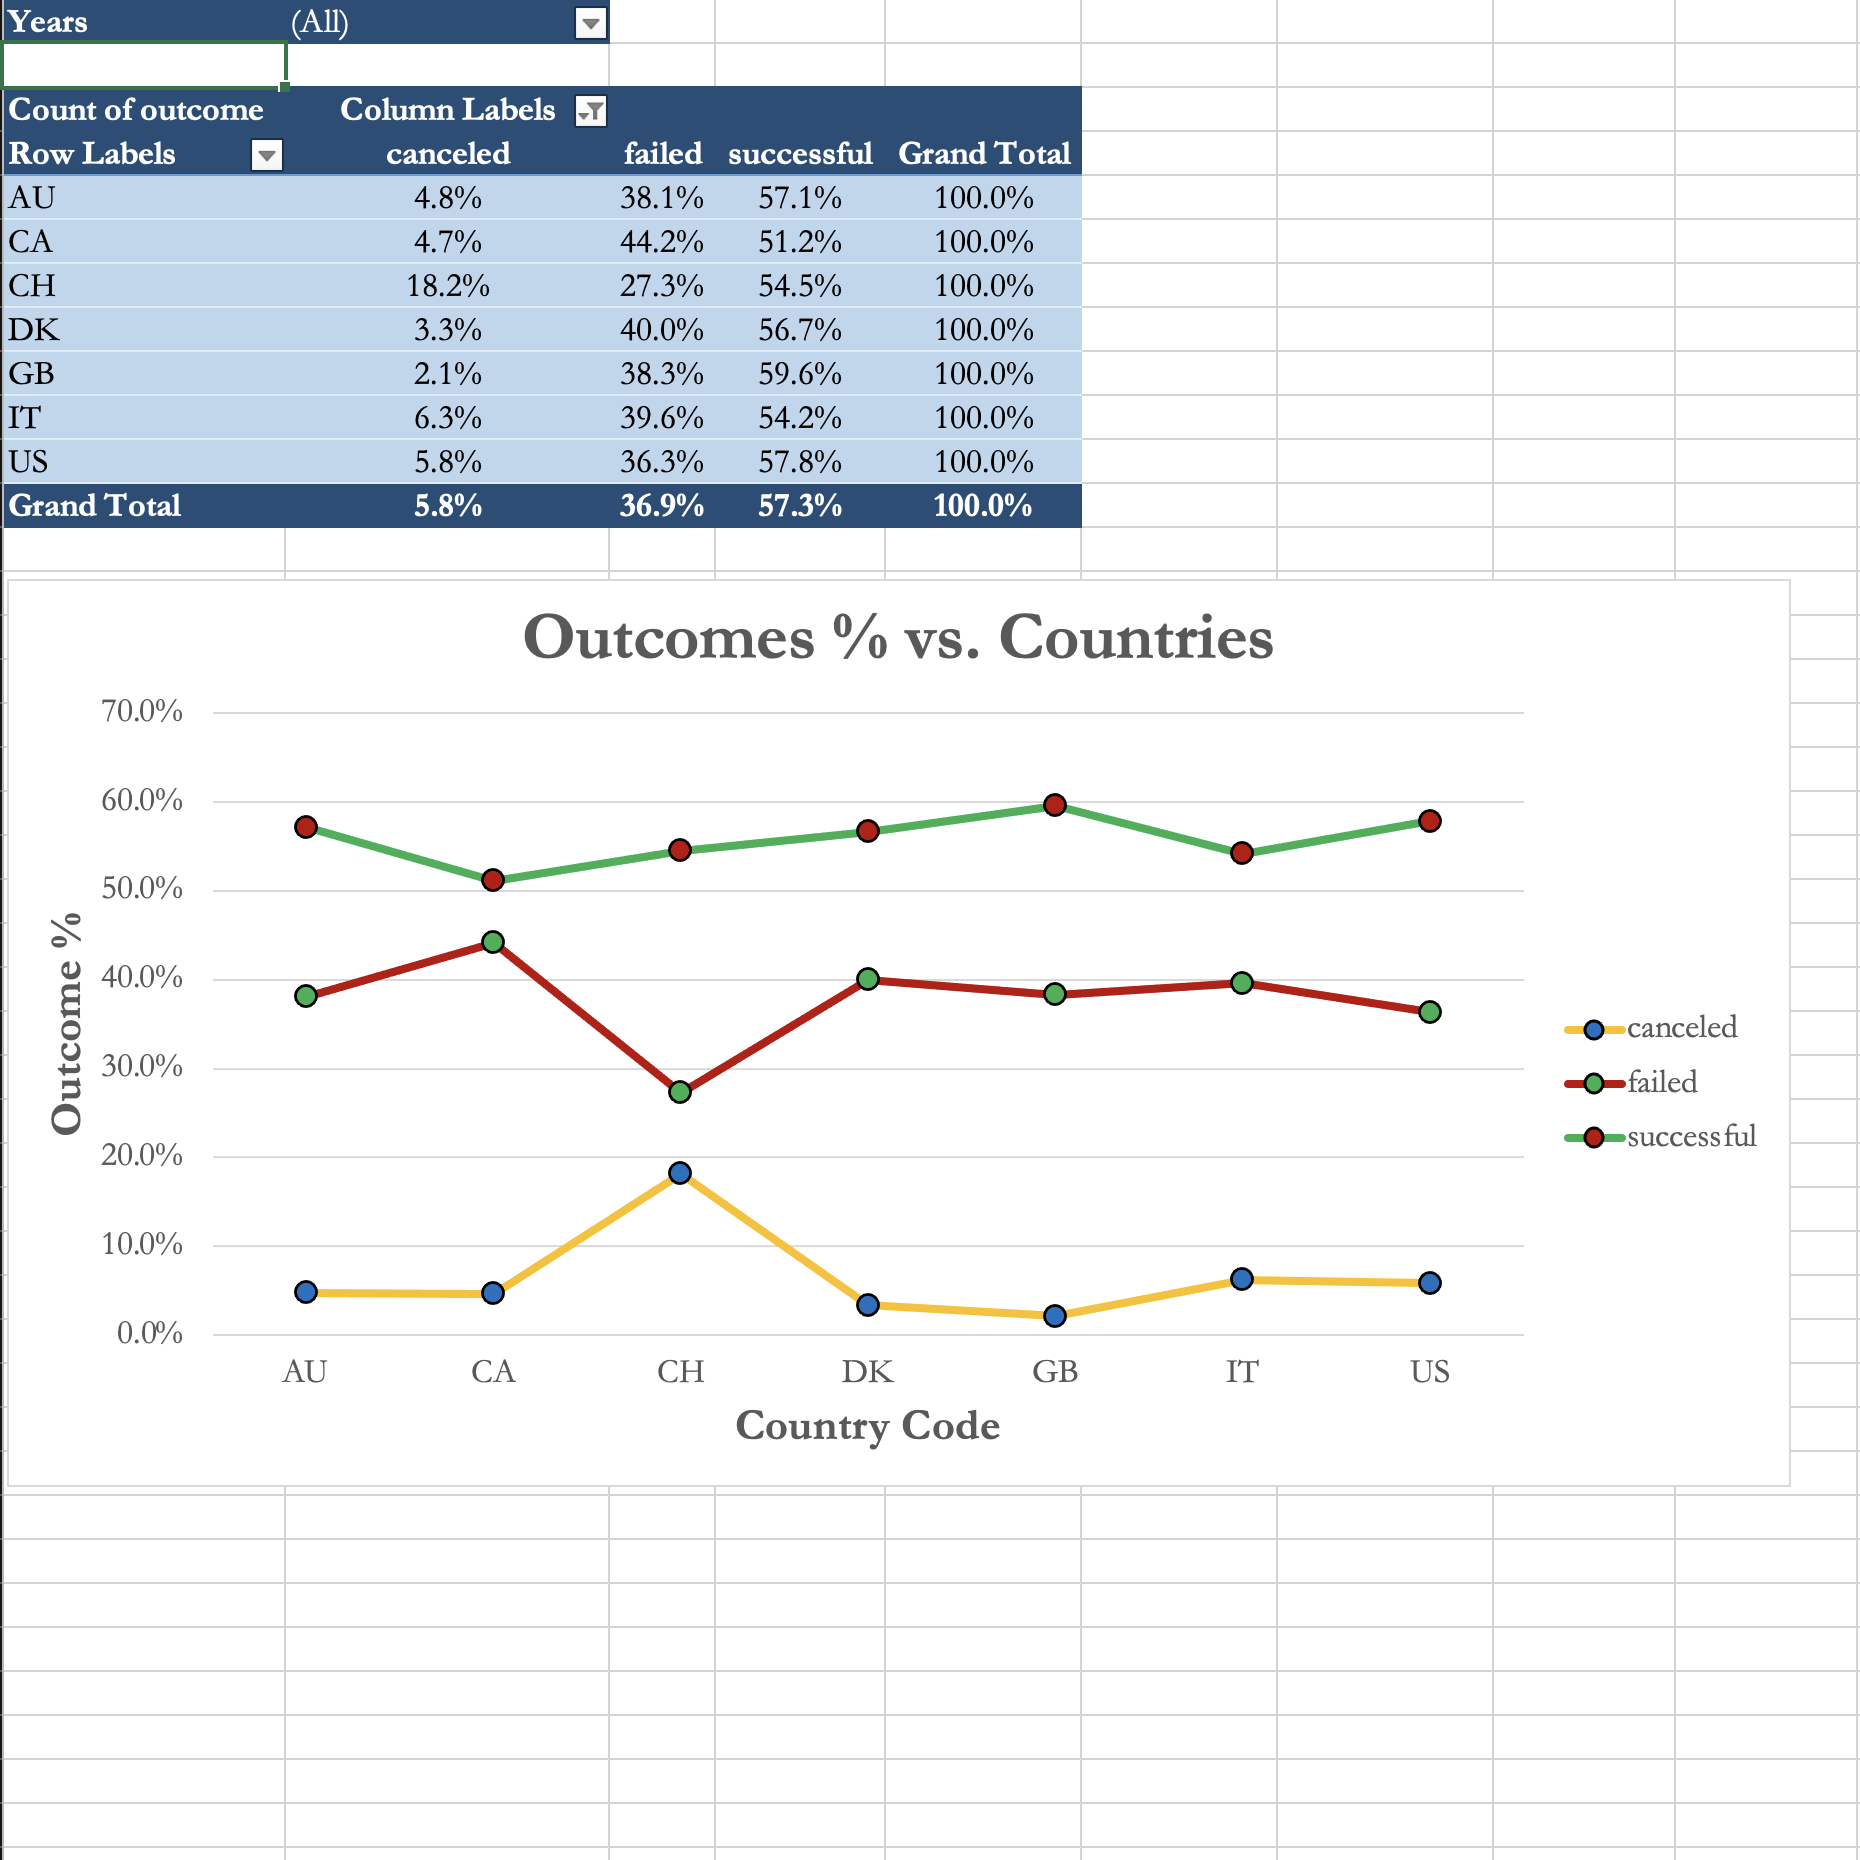 Years (All)
Count of outcome Column Labels
Row Labels canceled failed successful Grand Total
AU 4.8% 38.1% 57.1% 100.0%
CA 4.7% 44.2% 51.2% 100.0%
CH 18.2% 27.3% 54.5% 100.0%
DK 3.3% 40.0% 56.7% 100.0%
GB 2.1% 38.3% 59.6% 100.0%
IT 6.3% 39.6% 54.2% 100.0%
US 5.8% 36.3% 57.8% 100.0%
Grand Total 5.8% 36.9% 57.3% 100.0%
Outcomes % vs. Countries
Outcome %
70.0%
60.0%
50.0%
40.0%
30.0%
20.0%
10.0%
0.0%
AU CA CH DK GB IT US
Country Code
canceled
failed
successful